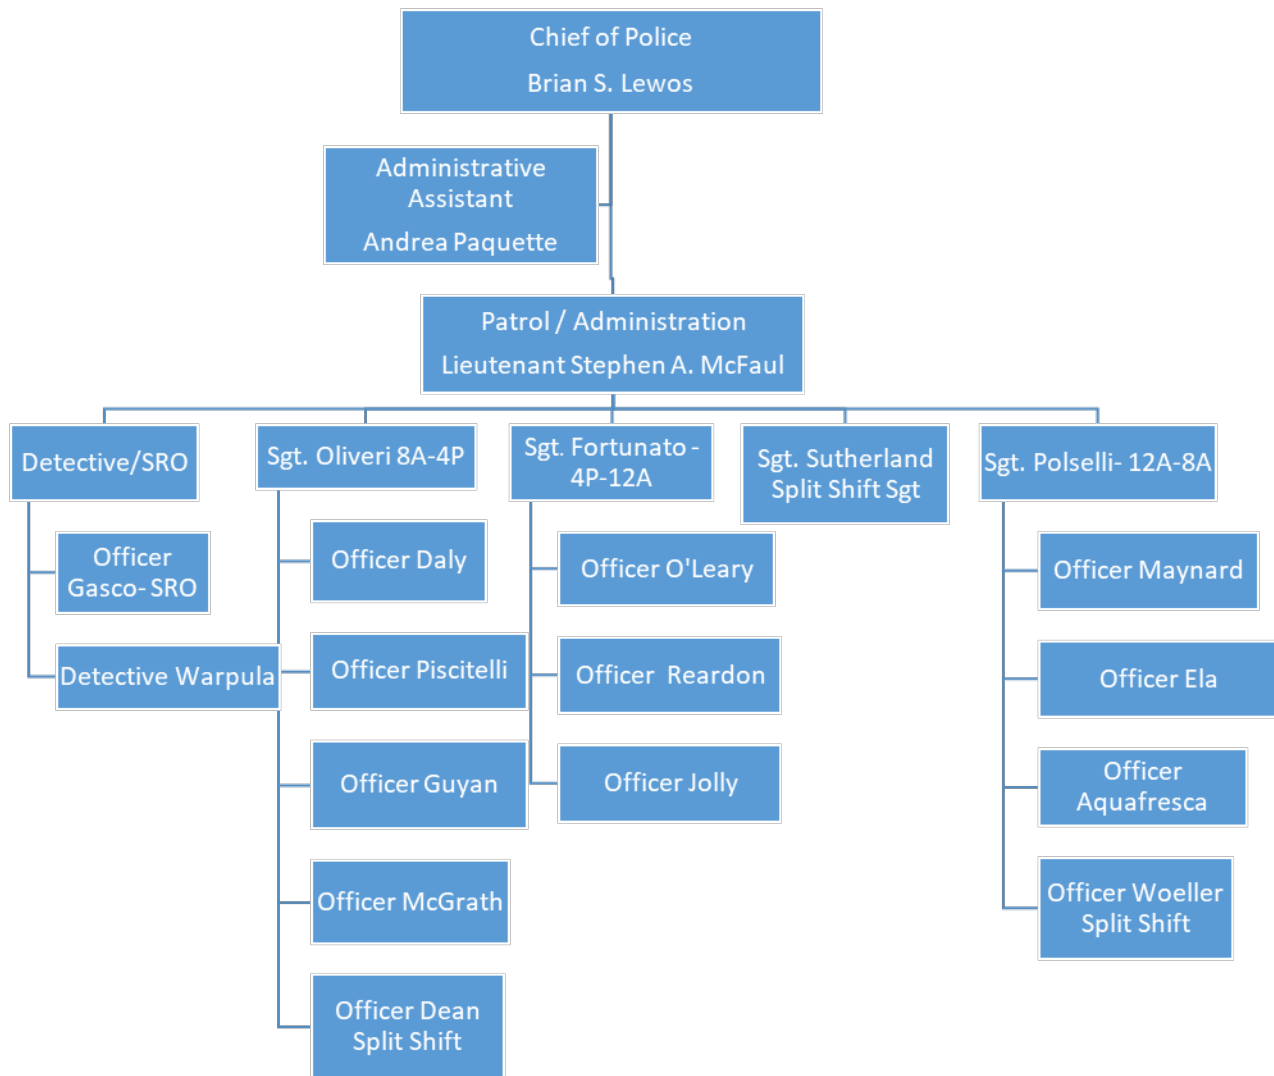 Chief of Police
Brian S. Lewos
Administrative
Assistant
Andrea Paquette
Patrol / Administration
Lieutenant Stephen A. McFaul
Detective/SRO
Officer
Gasco- SRO
Detective Warpula
Sgt. Oliveri 8A-4P
Officer Daly
Officer Piscitelli
Officer Guyan
Officer McGrath
Officer Dean
Split Shift
Sgt. Fortunato -
4P-12A
Officer O'Leary
Officer Reardon
Officer Jolly
Sgt. Sutherland
Split Shift Sgt
Sgt. Polselli- 12A-8A
Officer Maynard
Officer Ela
Officer
Aquafresca
Officer Woeller
Split Shift